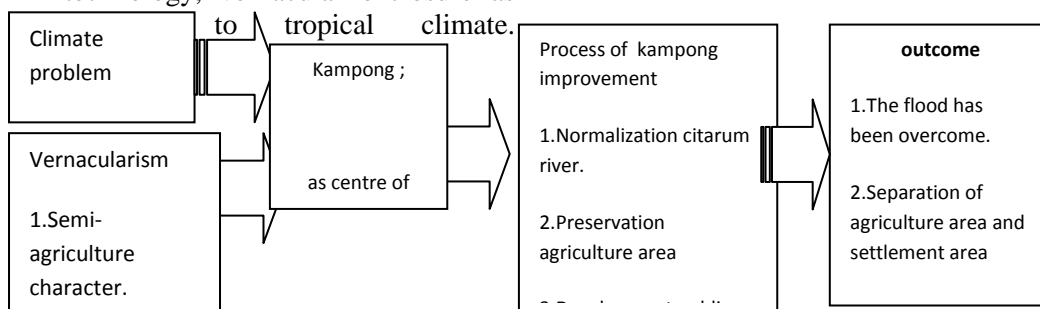 to tropical climate.
Climate
problem
Vernacularism
1.Semi-
agriculture
character.
Kampong ;
as centre of
Process of kampong
improvement
1.Normalization citarum
river.
2.Preservation
agriculture area
outcome
1.The flood has
been overcome.
2.Separation of
agriculture area and
settlement area